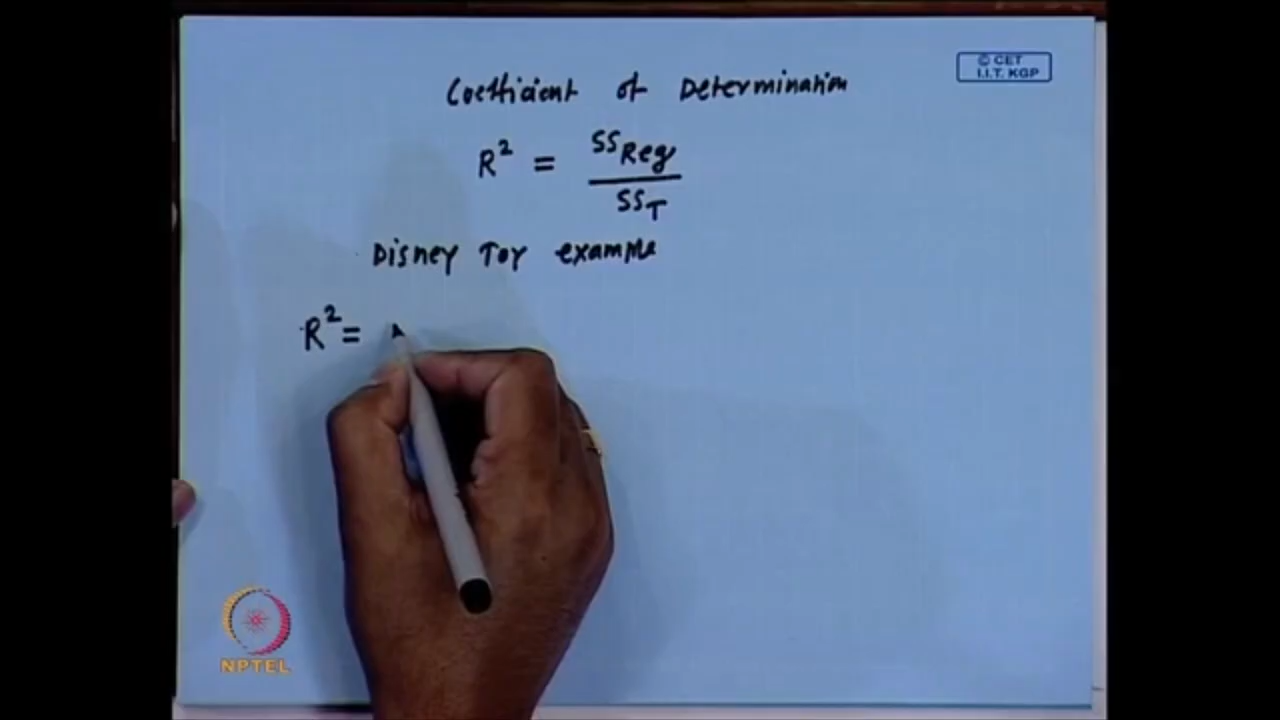 © CET
I.I.T. KGP
Coefficient of Determination
R² = SS_Reg / SS_T
Disney Toy example
R² =
NPTEL